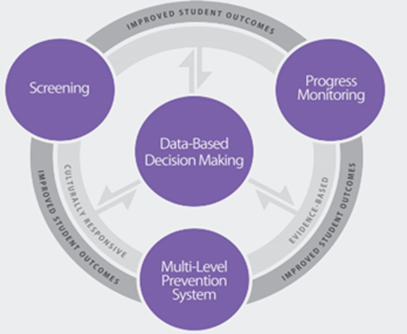 IMPROVED STUDENT OUTCOMES
Screening
Progress
Monitoring
Data-Based
Decision Making
IMPROVED STUDENT OUTCOMES
CULTURALLY RESPONSIVE
EVIDENCE-BASED
IMPROVED STUDENT OUTCOMES
Multi-Level
Prevention
System